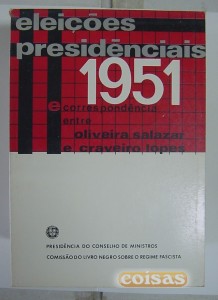 eleições
presidênciais
1951
e correspondência
entre
oliveira salazar
e craveiro lopes
PRESIDÊNCIA DO CONSELHO DE MINISTROS
COMISSÃO DO LIVRO NEGRO SOBRE O REGIME FASCISTA
coisas